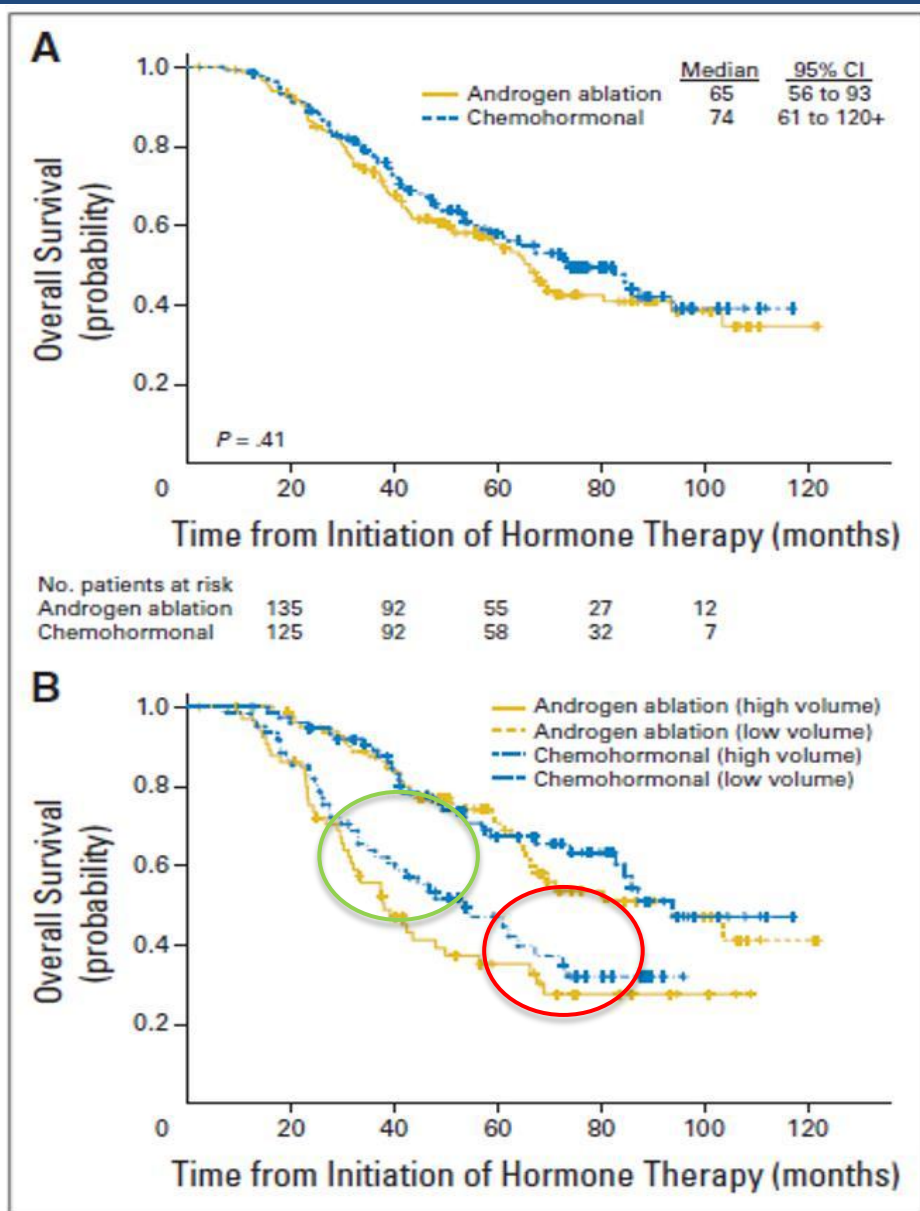 A
Median 95% CI
Androgen ablation 65 56 to 93
Chemohormonal 74 61 to 120+
Overall Survival
(probability)
1.0
0.8
0.6
0.4
0.2
P = .41
0 20 40 60 80 100 120
Time from Initiation of Hormone Therapy (months)
No. patients at risk
Androgen ablation 135 92 55 27 12
Chemohormonal 125 92 58 32 7
B
Androgen ablation (high volume)
Androgen ablation (low volume)
Chemohormonal (high volume)
Chemohormonal (low volume)
Overall Survival
(probability)
1.0
0.8
0.6
0.4
0.2
0 20 40 60 80 100 120
Time from Initiation of Hormone Therapy (months)